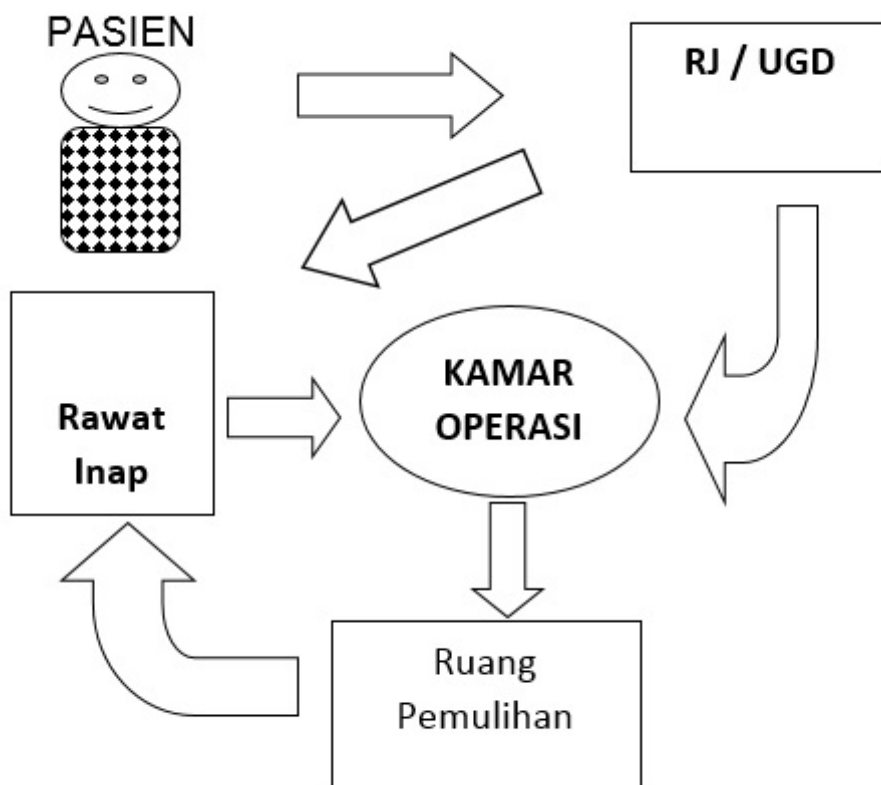 PASIEN
RJ / UGD
KAMAR
OPERASI
Rawat
Inap
Ruang
Pemulihan